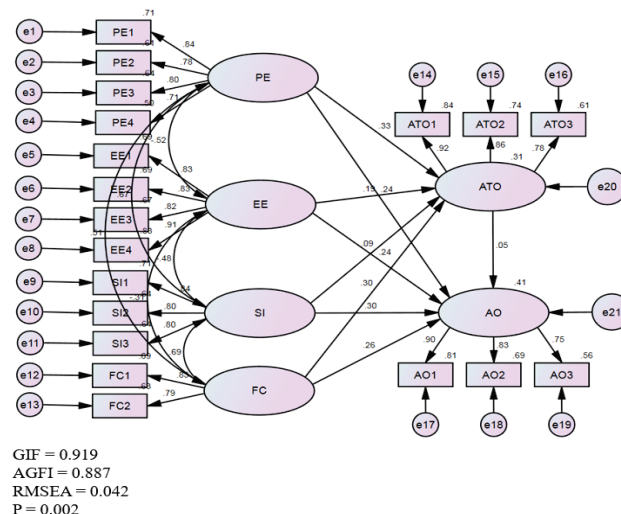 e1 PE1 .71 .84
e2 PE2 .78
e3 PE3 .80
e4 PE4 .71
PE
e5 EE1 .83
e6 EE2 .69 .83
e7 EE3 .82
e8 EE4 .91
EE
e9 SI1
e10 SI2 .80
e11 SI3 .80
SI
e12 FC1
e13 FC2 .79
FC
-.52
-.48
.69
e14 e15 e16
.84 .74 .61
ATO1 ATO2 ATO3
.92 .86 .78
.31
ATO
e20
.33
.19 .24
.09
.24
.30
.30
.26
.05
.41
AO
e21
.90 .83 .75
.81 .69 .56
AO1 AO2 AO3
e17 e18 e19
GIF = 0.919
AGFI = 0.887
RMSEA = 0.042
P = 0.002